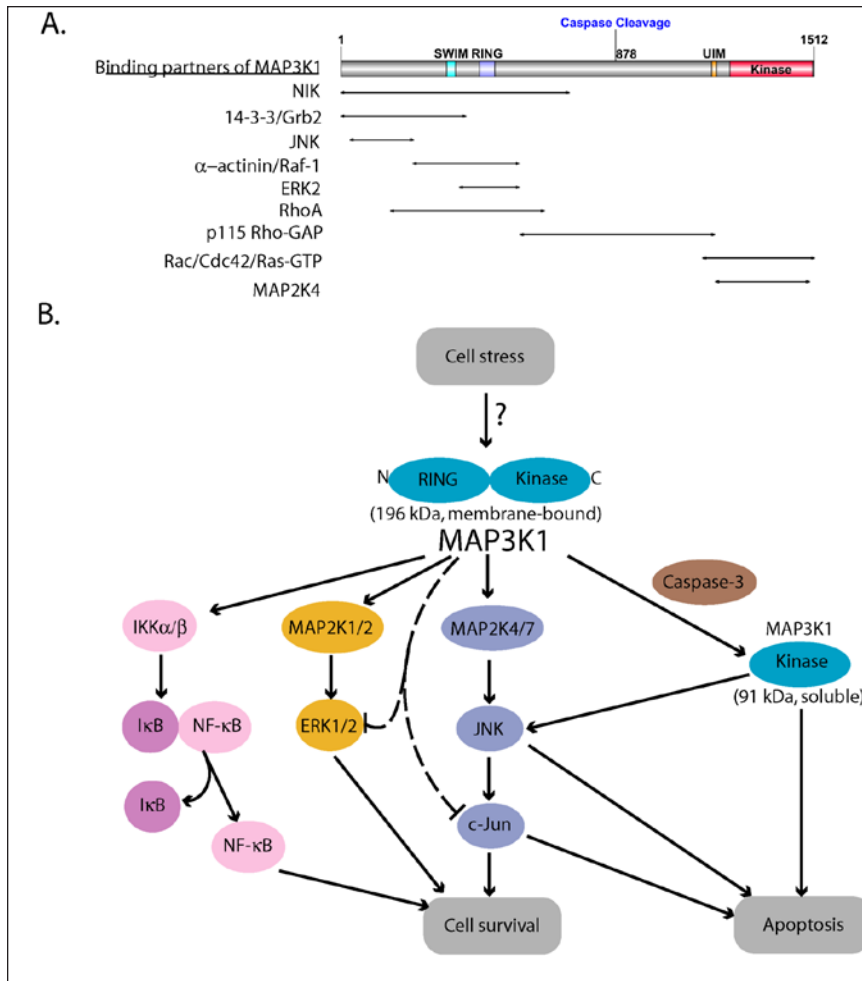 A.
Caspase Cleavage
1 1512
SWIM RING 878 UIM
Binding partners of MAP3K1 Kinase
NIK
14-3-3/Grb2
JNK
α–actinin/Raf-1
ERK2
RhoA
p115 Rho-GAP
Rac/Cdc42/Ras-GTP
MAP2K4
B.
Cell stress
?
N RING Kinase C
(196 kDa, membrane-bound)
MAP3K1
Caspase-3
IKKα/β MAP2K1/2 MAP2K4/7 MAP3K1
Kinase
(91 kDa, soluble)
IκB NF-κB ERK1/2 JNK
IκB
c-Jun
NF-κB
Cell survival Apoptosis